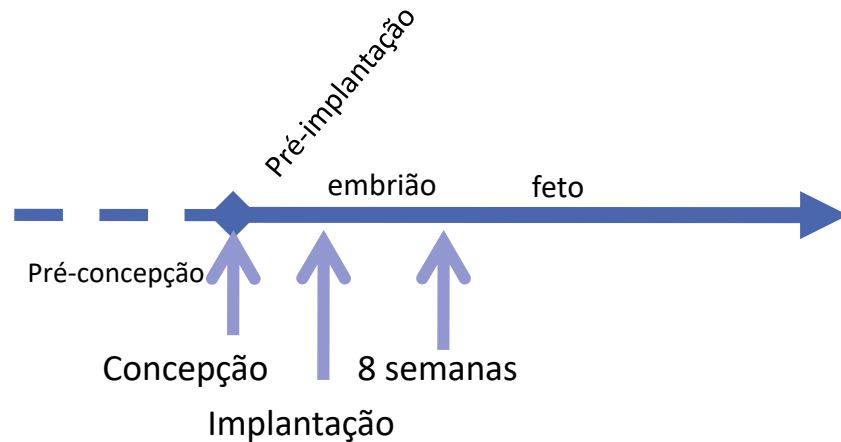 Pré-implantação
embrião
feto
Pré-concepção
Concepção
8 semanas
Implantação